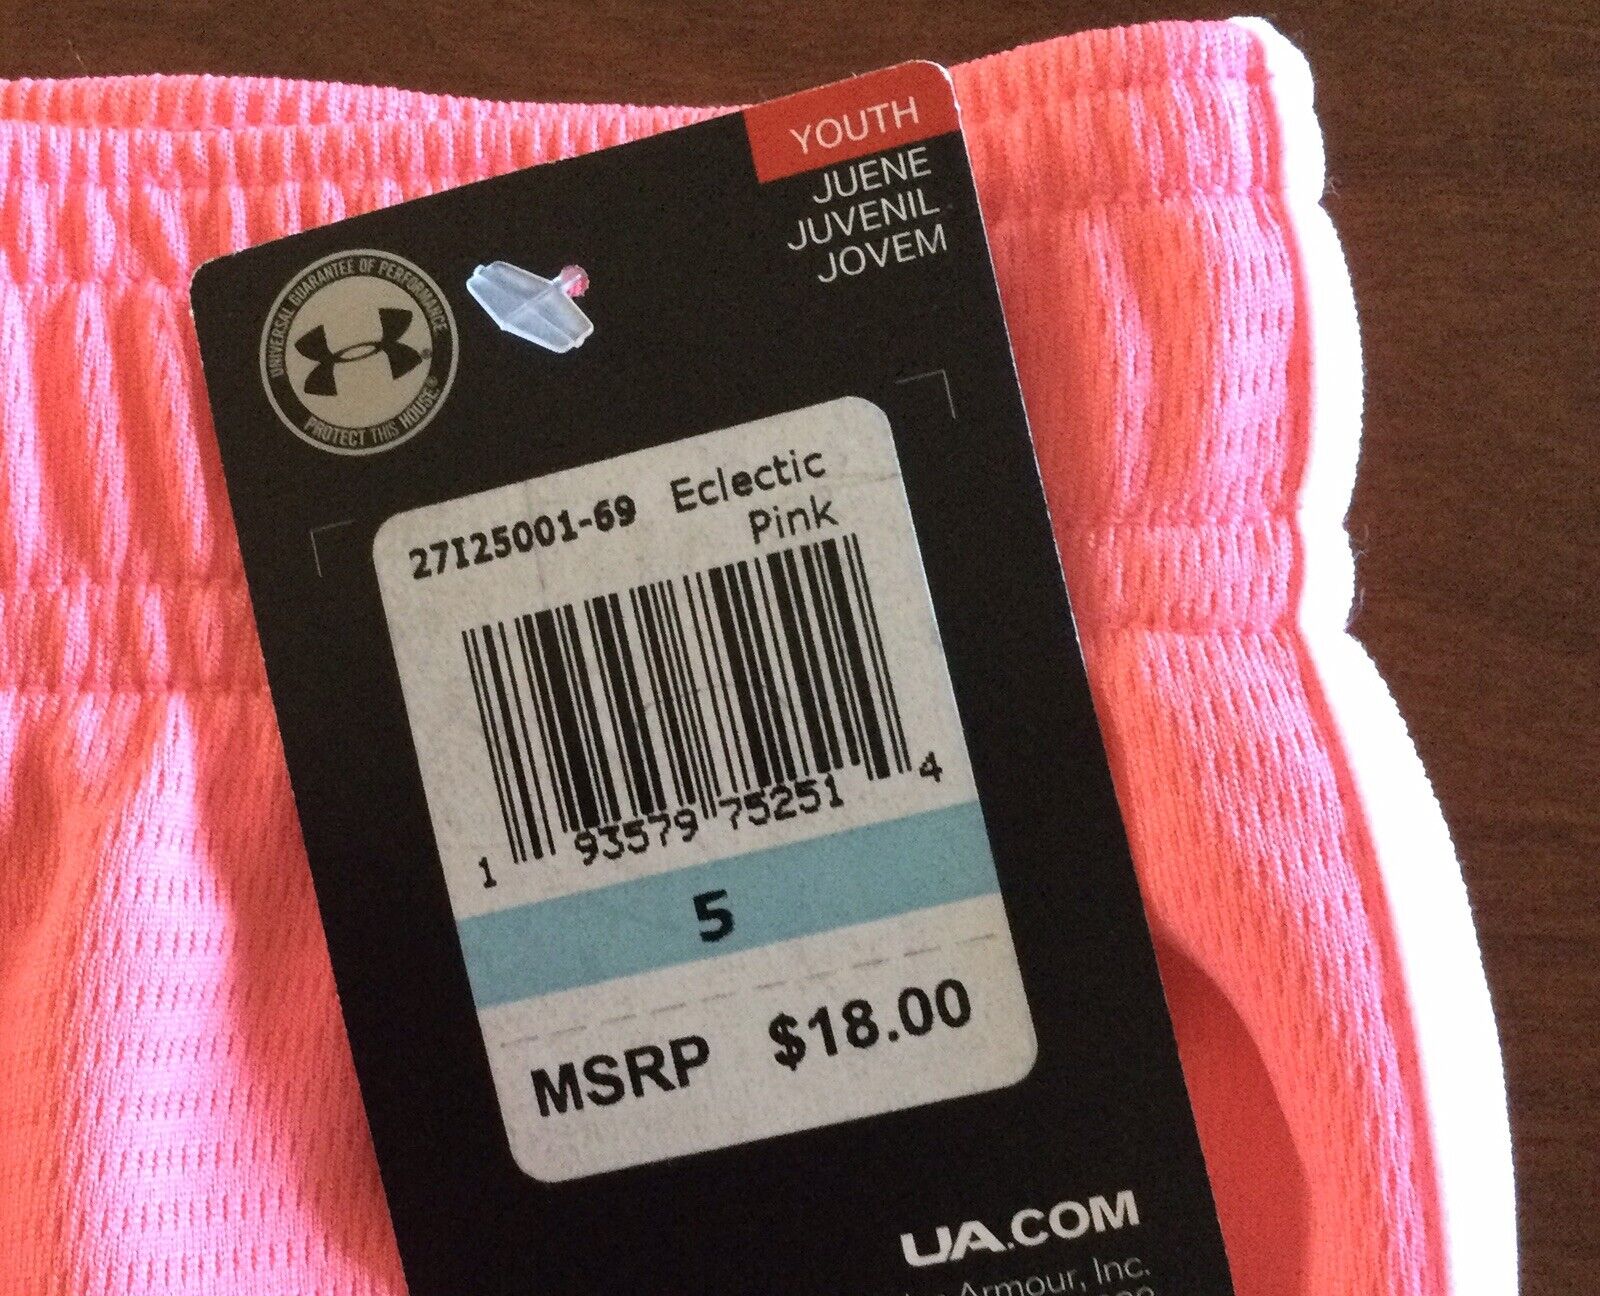 YOUTH
JUENE
JUVENIL
JOVEM
UNIVERSAL GUARANTEE OF PERFORMANCE
PROTECT THIS HOUSE®
27I25001-69 Eclectic
Pink
1 93579 75251 4
5
MSRP $18.00
UA.COM
Armour, Inc.